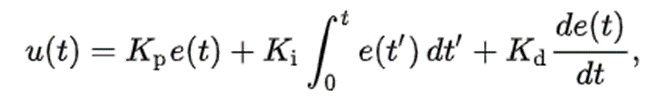 u(t) = K_p e(t) + K_i ∫_0^t e(t′) dt′ + K_d de(t)/dt,